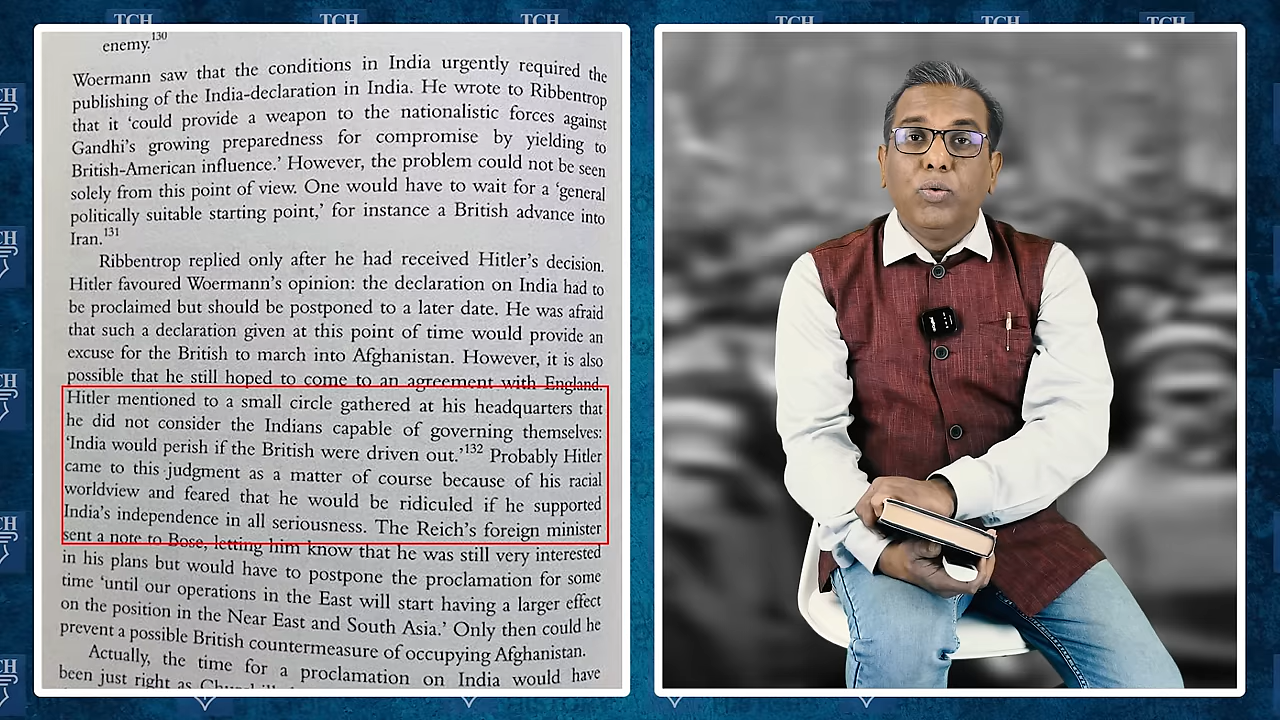 TCH TCH TCH TCH TCH TCH
enemy.130
Woermann saw that the conditions in India urgently required the
publishing of the India-declaration in India. He wrote to Ribbentrop
that it ‘could provide a weapon to the nationalistic forces against
Gandhi’s growing preparedness for compromise by yielding to
British-American influence.’ However, the problem could not be seen
solely from this point of view. One would have to wait for a ‘general
politically suitable starting point,’ for instance a British advance into
Iran.131
Ribbentrop replied only after he had received Hitler’s decision.
Hitler favoured Woermann’s opinion: the declaration on India had to
be proclaimed but should be postponed to a later date. He was afraid
that such a declaration given at this point of time would provide an
excuse for the British to march into Afghanistan. However, it is also
possible that he still hoped to come to an agreement with England.
Hitler mentioned to a small circle gathered at his headquarters that
he did not consider the Indians capable of governing themselves:
‘India would perish if the British were driven out.’132 Probably Hitler
came to this judgment as a matter of course because of his racial
worldview and feared that he would be ridiculed if he supported
India’s independence in all seriousness. The Reich’s foreign minister
sent a note to Bose, letting him know that he was still very interested
in his plans but would have to postpone the proclamation for some
time ‘until our operations in the East will start having a larger effect
on the position in the Near East and South Asia.’ Only then could he
prevent a possible British countermeasure of occupying Afghanistan.
Actually, the time for a proclamation on India would have
been just right as